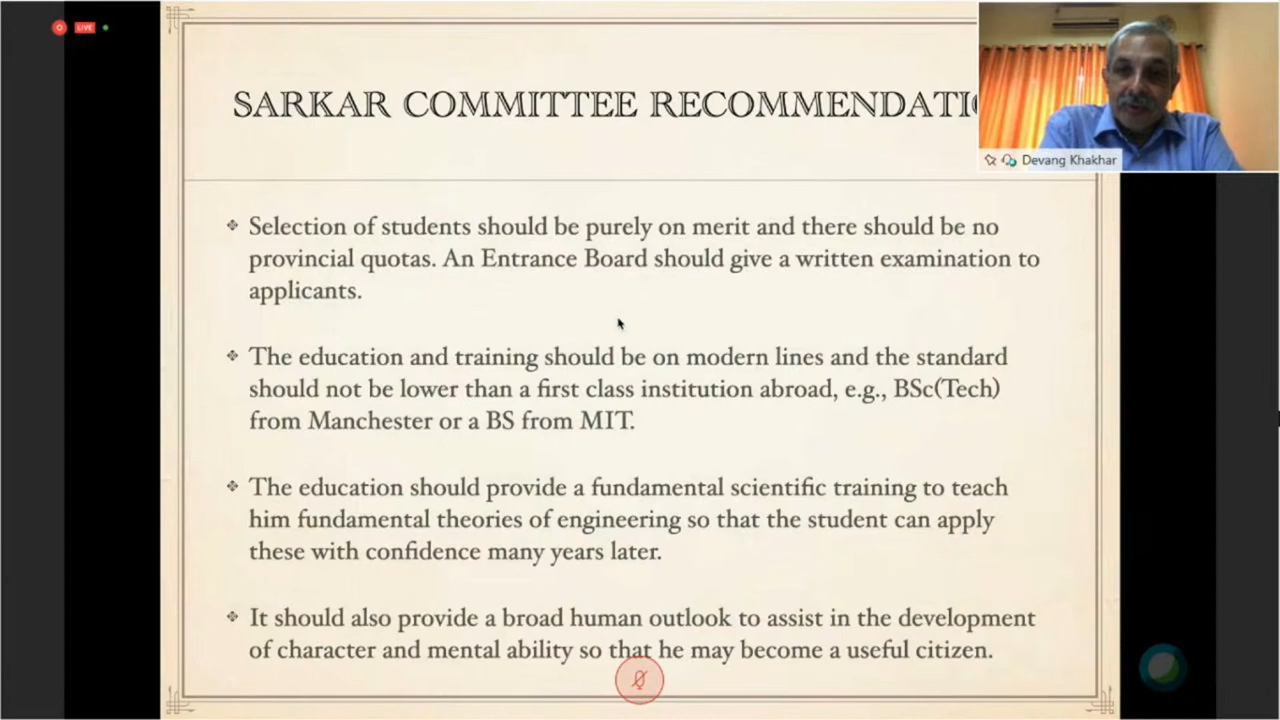 LIVE
SARKAR COMMITTEE RECOMMENDATI
Devang Khakhar
Selection of students should be purely on merit and there should be no
provincial quotas. An Entrance Board should give a written examination to
applicants.
The education and training should be on modern lines and the standard
should not be lower than a first class institution abroad, e.g., BSc(Tech)
from Manchester or a BS from MIT.
The education should provide a fundamental scientific training to teach
him fundamental theories of engineering so that the student can apply
these with confidence many years later.
It should also provide a broad human outlook to assist in the development
of character and mental ability so that he may become a useful citizen.